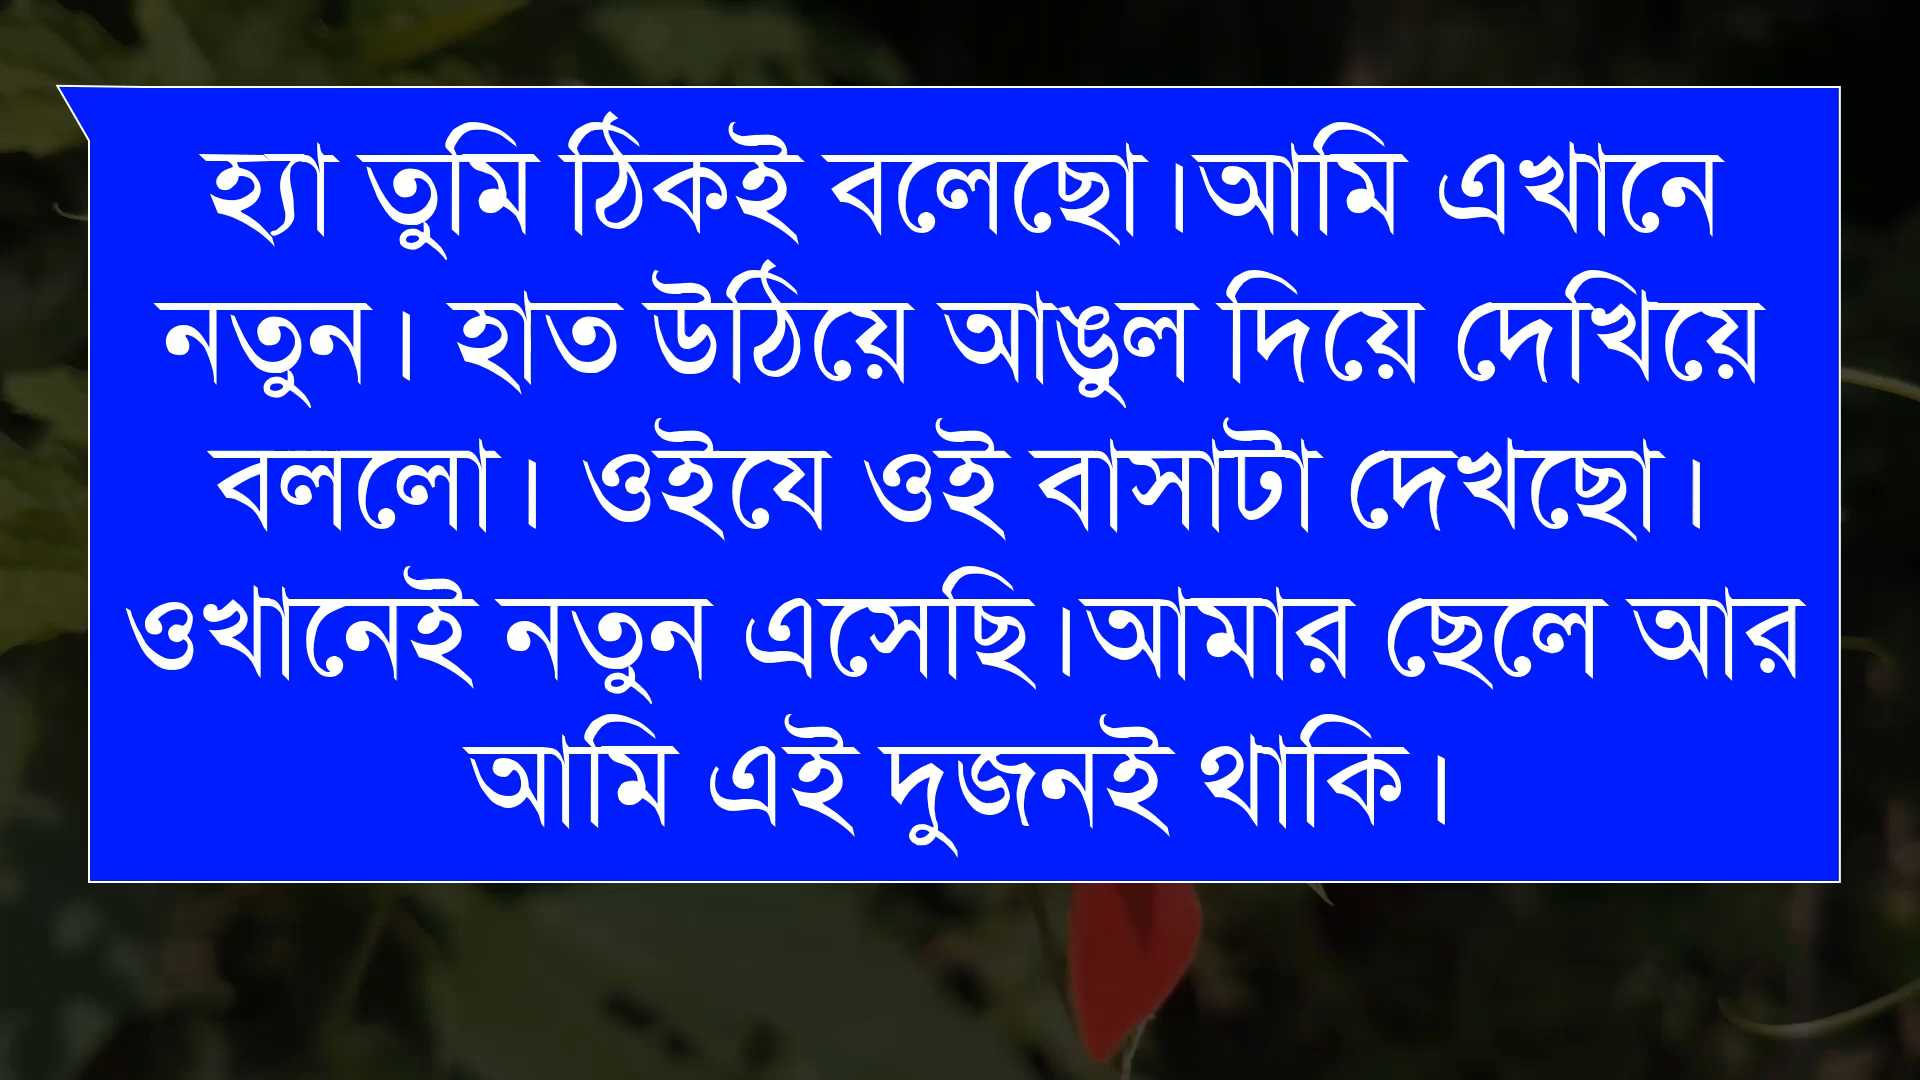 হ্যা তুমি ঠিকই বলেছো।আমি এখানে
নতুন। হাত উঠিয়ে আঙুল দিয়ে দেখিয়ে
বললো। ওইযে ওই বাসাটা দেখছো।
ওখানেই নতুন এসেছি।আমার ছেলে আর
আমি এই দুজনই থাকি।